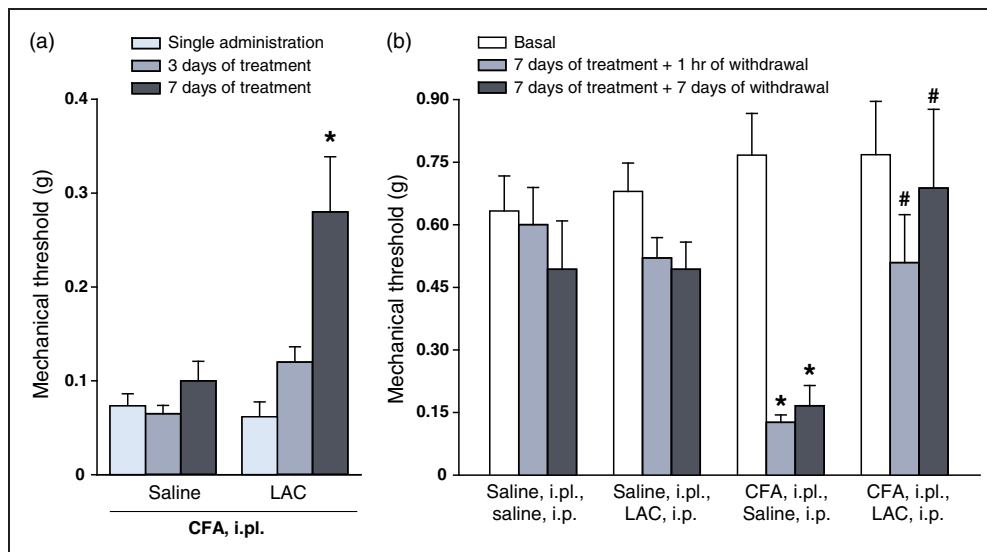 (a)
Single administration
3 days of treatment
7 days of treatment
0.4
0.3
0.2
0.1
0
Mechanical threshold (g)
*
Saline
LAC
CFA, i.pl.
(b)
Basal
7 days of treatment + 1 hr of withdrawal
7 days of treatment + 7 days of withdrawal
0.90
0.75
0.60
0.45
0.30
0.15
0
Mechanical threshold (g)
*
*
#
#
Saline, i.pl.,
saline, i.p.
Saline, i.pl.,
LAC, i.p.
CFA, i.pl.,
Saline, i.p.
CFA, i.pl.,
LAC, i.p.